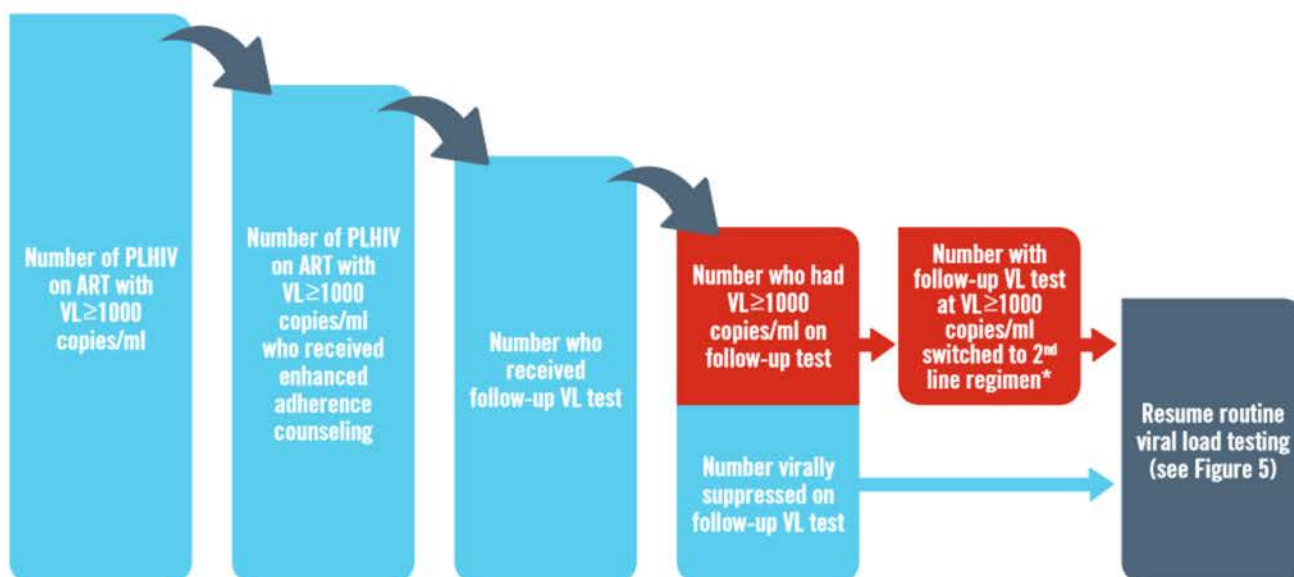 Number of PLHIV
on ART with
VL≥1000
copies/ml
Number of PLHIV
on ART with
VL≥1000
copies/ml
who received
enhanced
adherence
counseling
Number who
received
follow-up VL test
Number who had
VL≥1000
copies/ml on
follow-up test
Number virally
suppressed on
follow-up VL test
Number with
follow-up VL test
at VL≥1000
copies/ml
switched to 2nd
line regimen*
Resume routine
viral load testing
(see Figure 5)